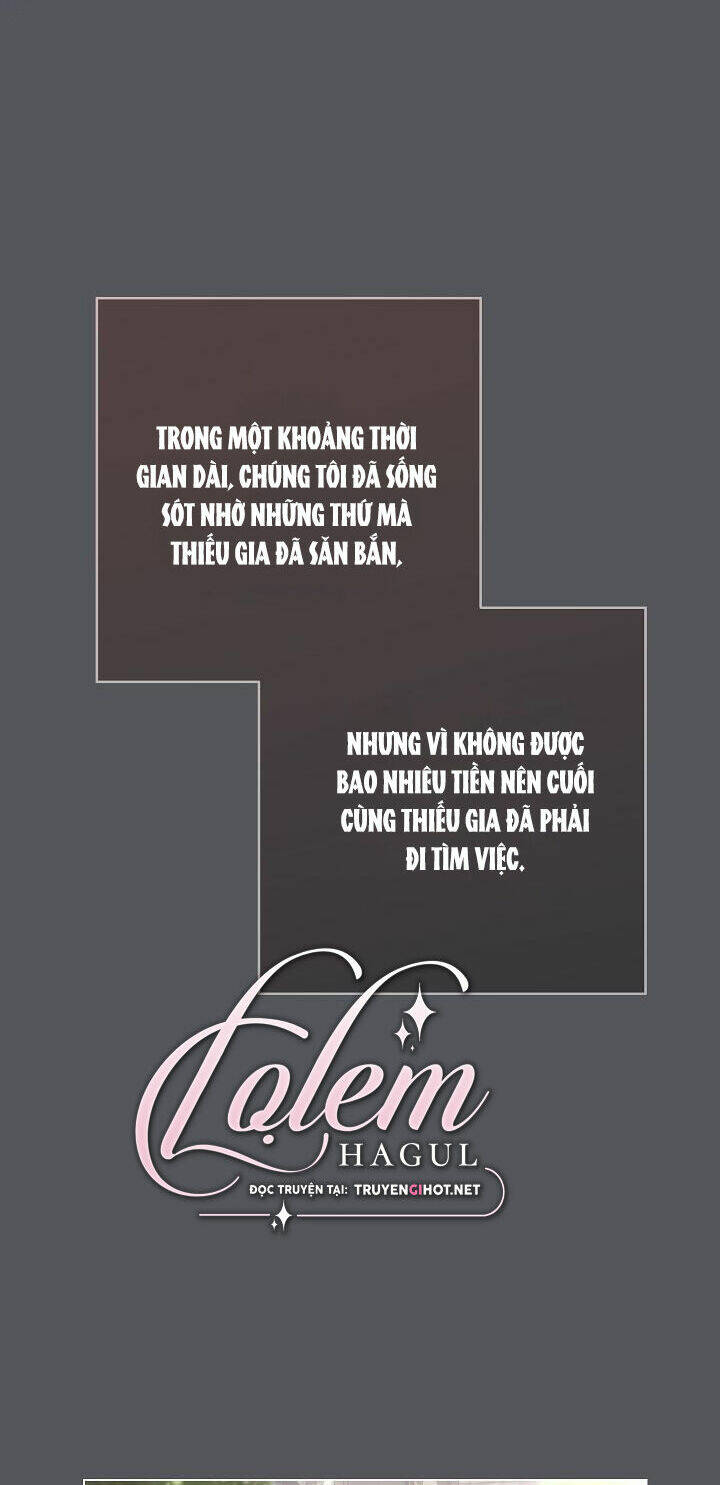 TRONG MỘT KHOẢNG THỜI
GIAN DÀI, CHÚNG TÔI ĐÃ SỐNG
SÓT NHỜ NHỮNG THỨ MÀ
THIẾU GIA ĐÃ SĂN BẮN,
NHƯNG VÌ KHÔNG ĐƯỢC
BAO NHIÊU TIỀN NÊN CUỐI
CÙNG THIẾU GIA ĐÃ PHẢI
ĐI TÌM VIỆC.
Lọlem
HAGUL
ĐỌC TRUYỆN TẠI: TRUYENGIHOT.NET